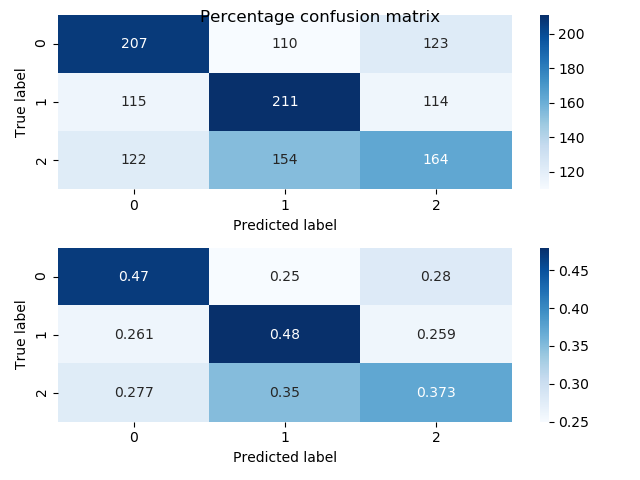 Percentage confusion matrix
True label
0 207 110 123
1 115 211 114
2 122 154 164
0 1 2
Predicted label
200
180
160
140
120
True label
0 0.47 0.25 0.28
1 0.261 0.48 0.259
2 0.277 0.35 0.373
0 1 2
Predicted label
0.45
0.40
0.35
0.30
0.25